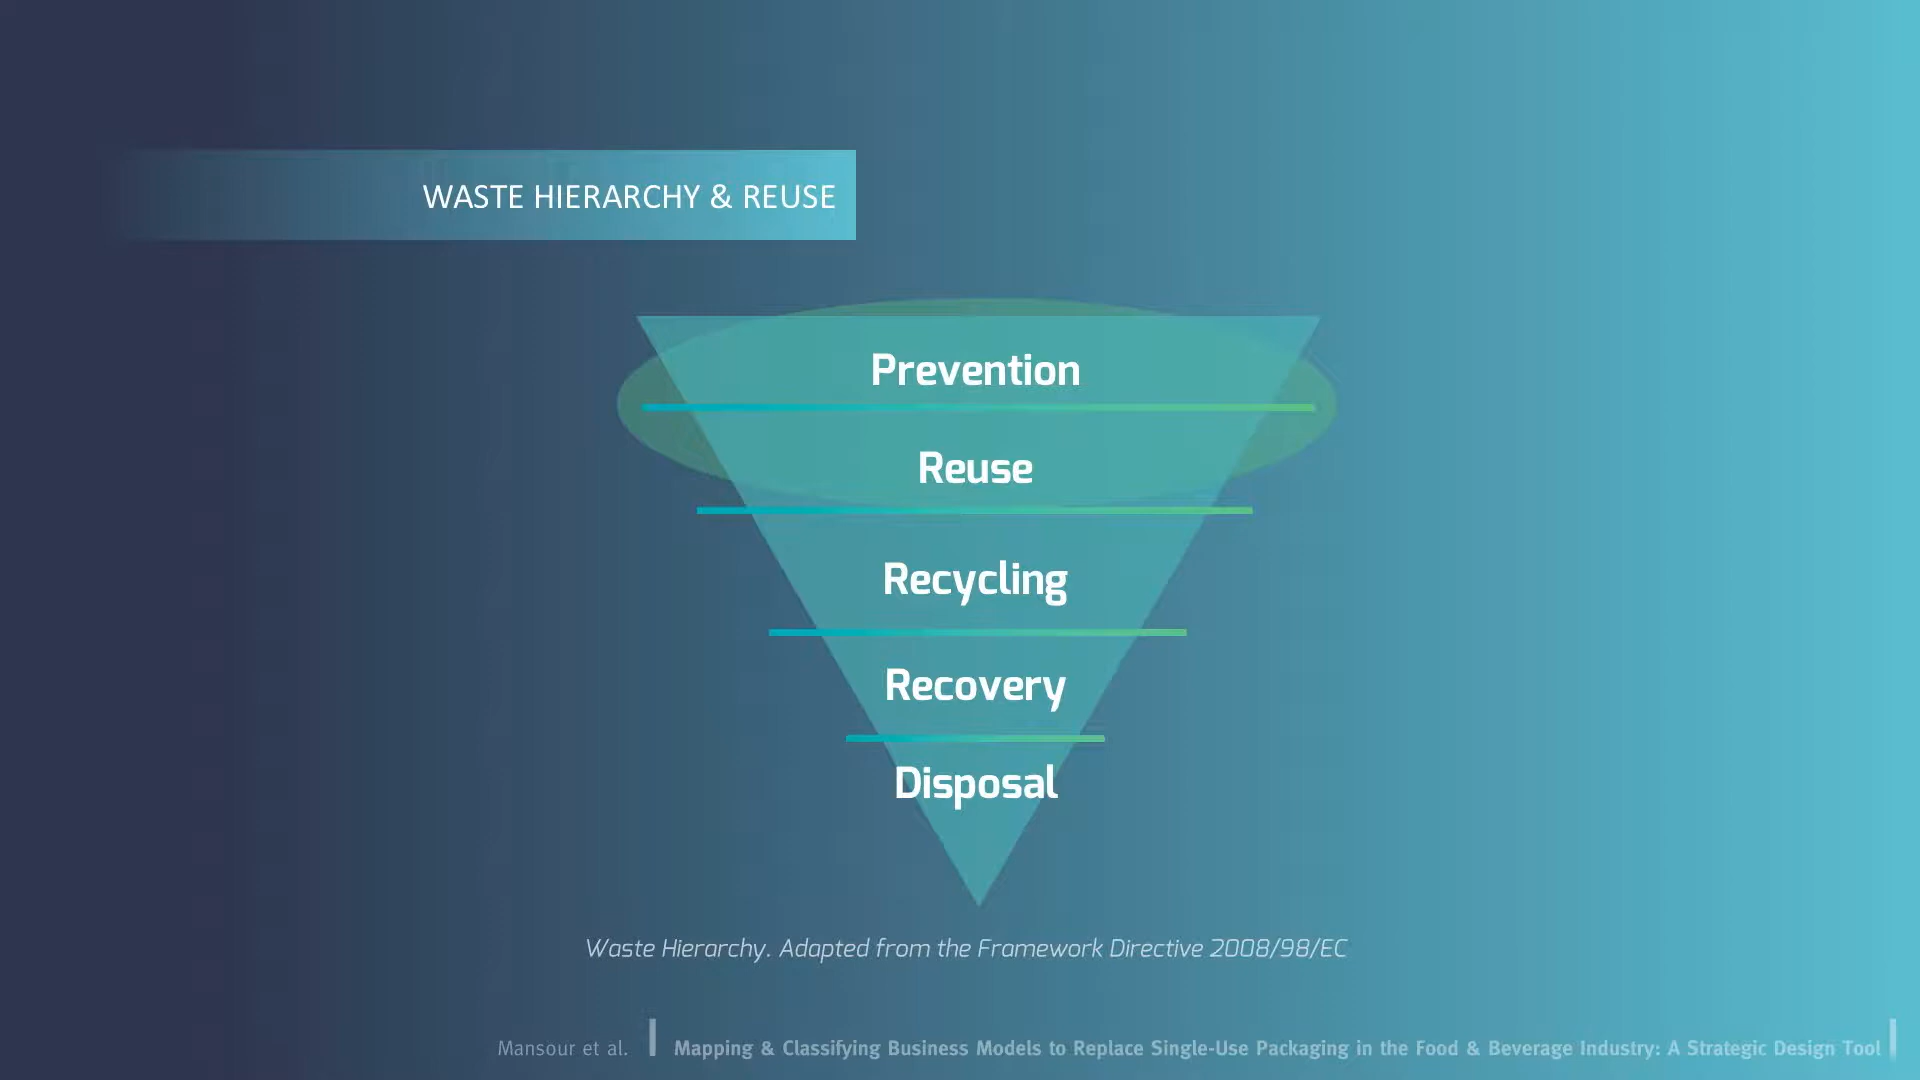 WASTE HIERARCHY & REUSE
Prevention
Reuse
Recycling
Recovery
Disposal
Waste Hierarchy. Adapted from the Framework Directive 2008/98/EC
Mansour et al. Mapping & Classifying Business Models to Replace Single-Use Packaging in the Food & Beverage Industry: A Strategic Design Tool